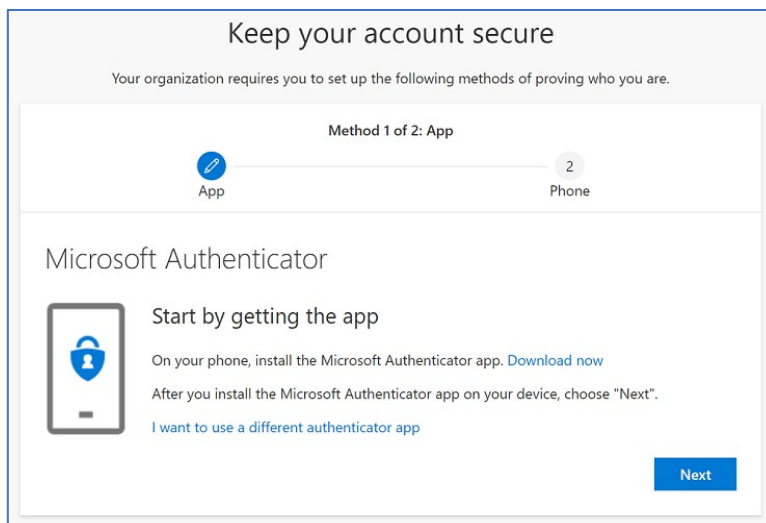 Keep your account secure
Your organization requires you to set up the following methods of proving who you are.
Method 1 of 2: App
2
App
Phone
Microsoft Authenticator
Start by getting the app
On your phone, install the Microsoft Authenticator app. Download now
After you install the Microsoft Authenticator app on your device, choose "Next".
I want to use a different authenticator app
Next